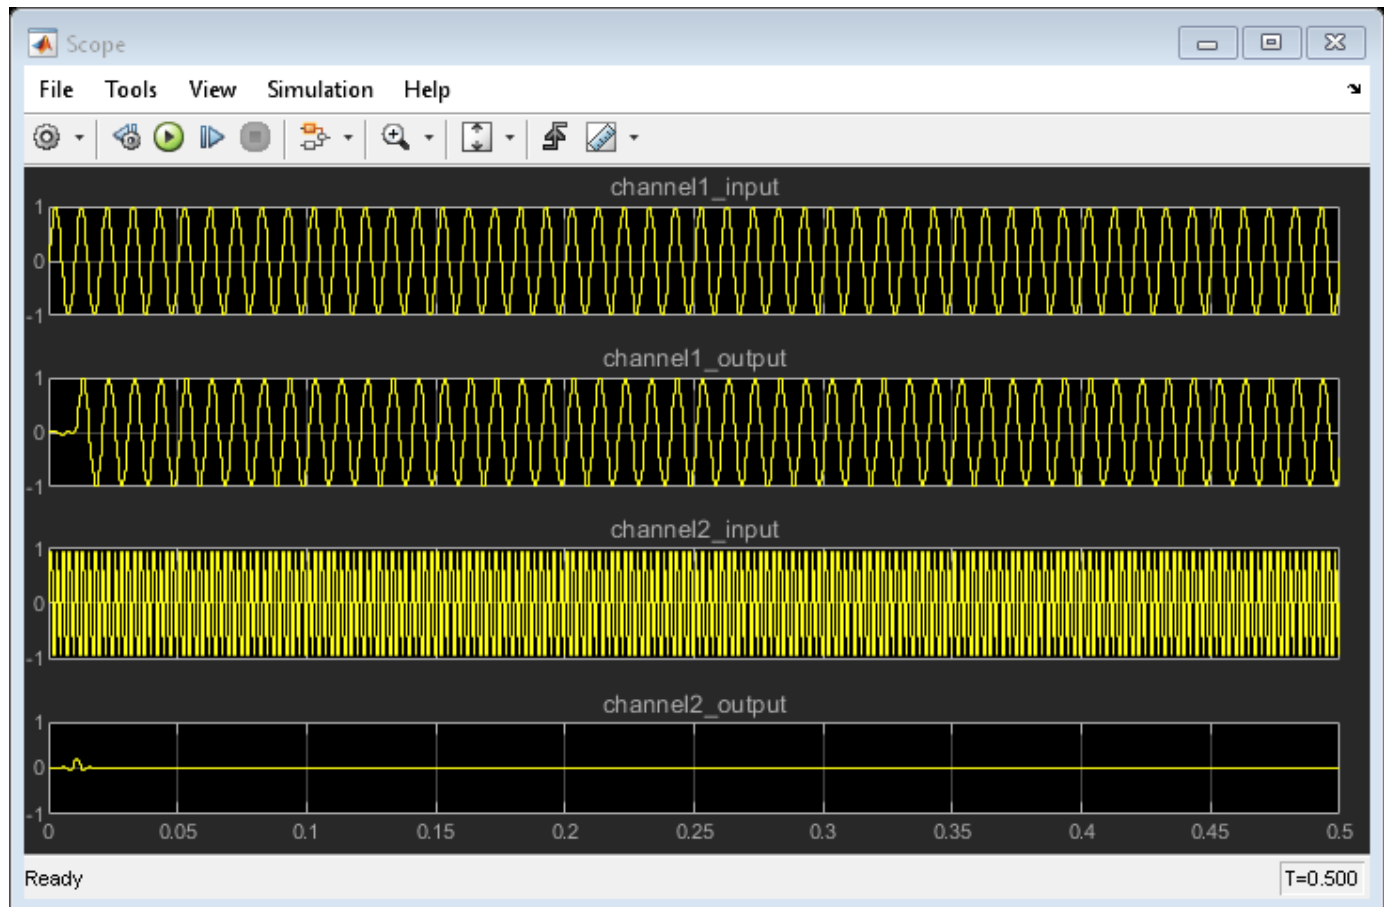 Scope
File Tools View Simulation Help
channel1_input
1
0
-1
channel1_output
1
0
-1
channel2_input
1
0
-1
channel2_output
1
0
-1
0 0.05 0.1 0.15 0.2 0.25 0.3 0.35 0.4 0.45 0.5
Ready T=0.500